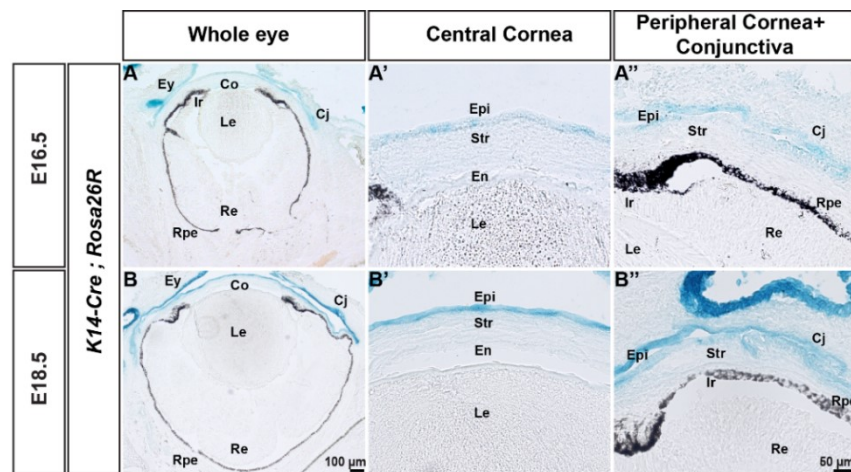 Whole eye
Central Cornea
Peripheral Cornea+
Conjunctiva
E16.5
K14-Cre ; Rosa26R
E18.5
A
Ey
Co
Ir
Cj
Le
Re
Rpe
A’
Epi
Str
En
Le
A’’
Epi
Str
Cj
Ir
Rpe
Le
Re
B
Ey
Co
Cj
Le
Re
Rpe
100 µm
B’
Epi
Str
En
Le
B’’
Epi
Cj
Str
Ir
Rpe
Re
50 µm